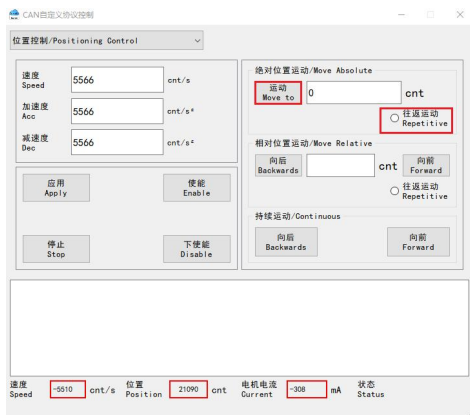 CAN自定义协议控制
位置控制/Positioning Control
速度
Speed
5566
cnt/s
加速度
Acc
5566
cnt/s²
减速度
Dec
5566
cnt/s²
应用
Apply
使能
Enable
停止
Stop
下使能
Disable
绝对位置运动/Move Absolute
运动
Move to
0
cnt
往返运动
Repetitive
相对位置运动/Move Relative
向后
Backwards
cnt
向前
Forward
往返运动
Repetitive
持续运动/Continuous
向后
Backwards
向前
Forward
速度
Speed
-5510
cnt/s
位置
Position
21090
cnt
电机电流
Current
-308
mA
状态
Status